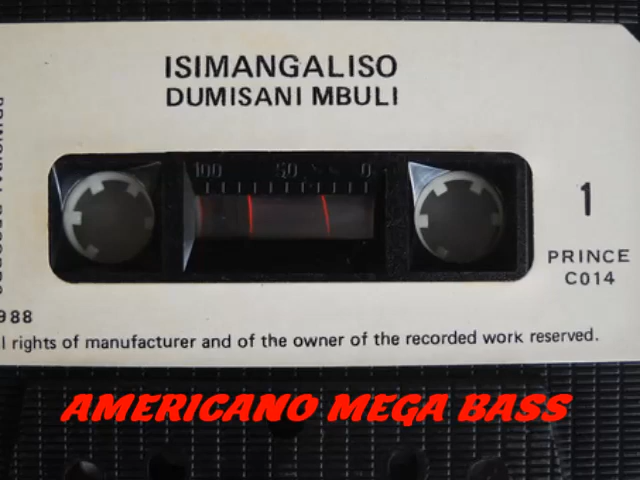 ISIMANGALISO
DUMISANI MBULI
100 50 0
1
PRINCE
C014
988
l rights of manufacturer and of the owner of the recorded work reserved.
AMERICANO MEGA BASS